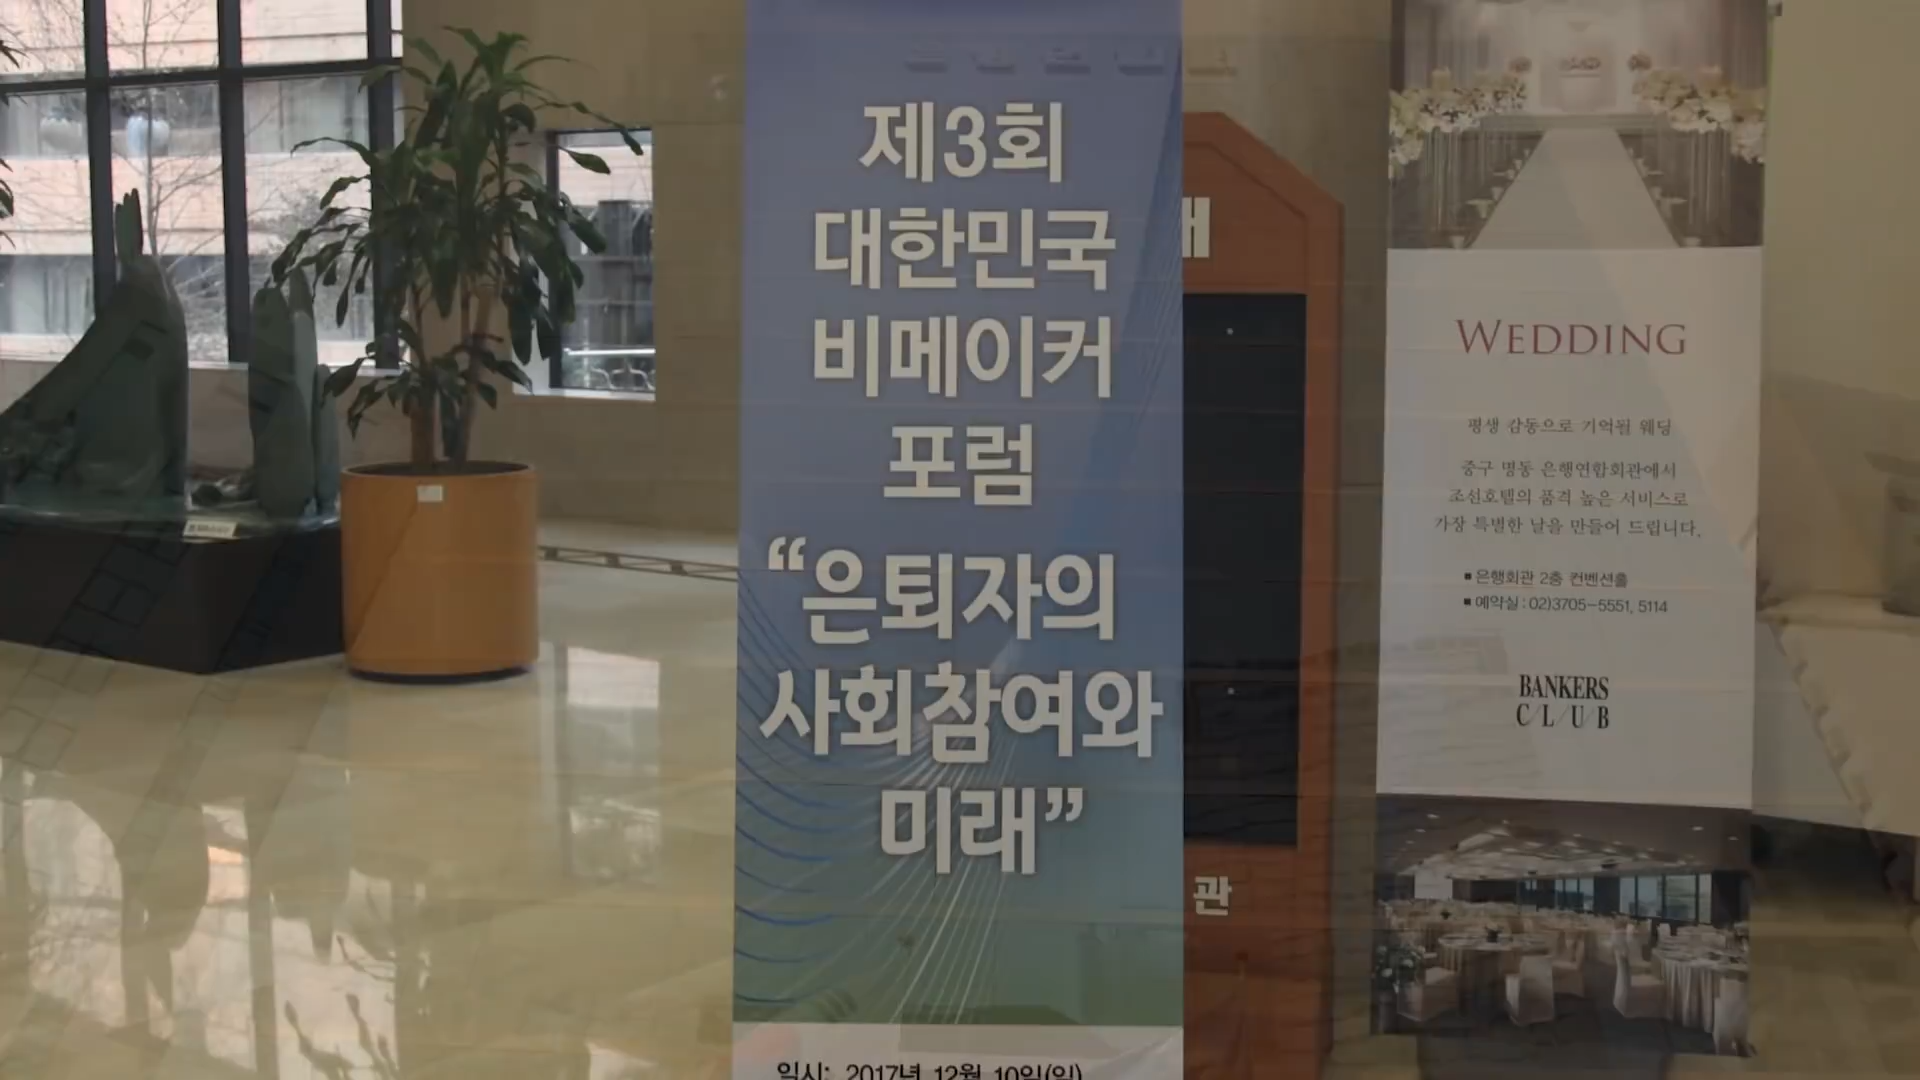 제3회
대한민국
비메이커
포럼
“은퇴자의
사회참여와
미래”
일시: 2017년 12월 10일(일)
관
WEDDING
평생 감동으로 기억될 웨딩
중구 명동 은행연합회관에서
조선호텔의 품격 높은 서비스로
가장 특별한 날을 만들어 드립니다.
▪ 은행회관 2층 컨벤션홀
▪ 예약실 : 02)3705-5551, 5114
BANKERS
CLUB